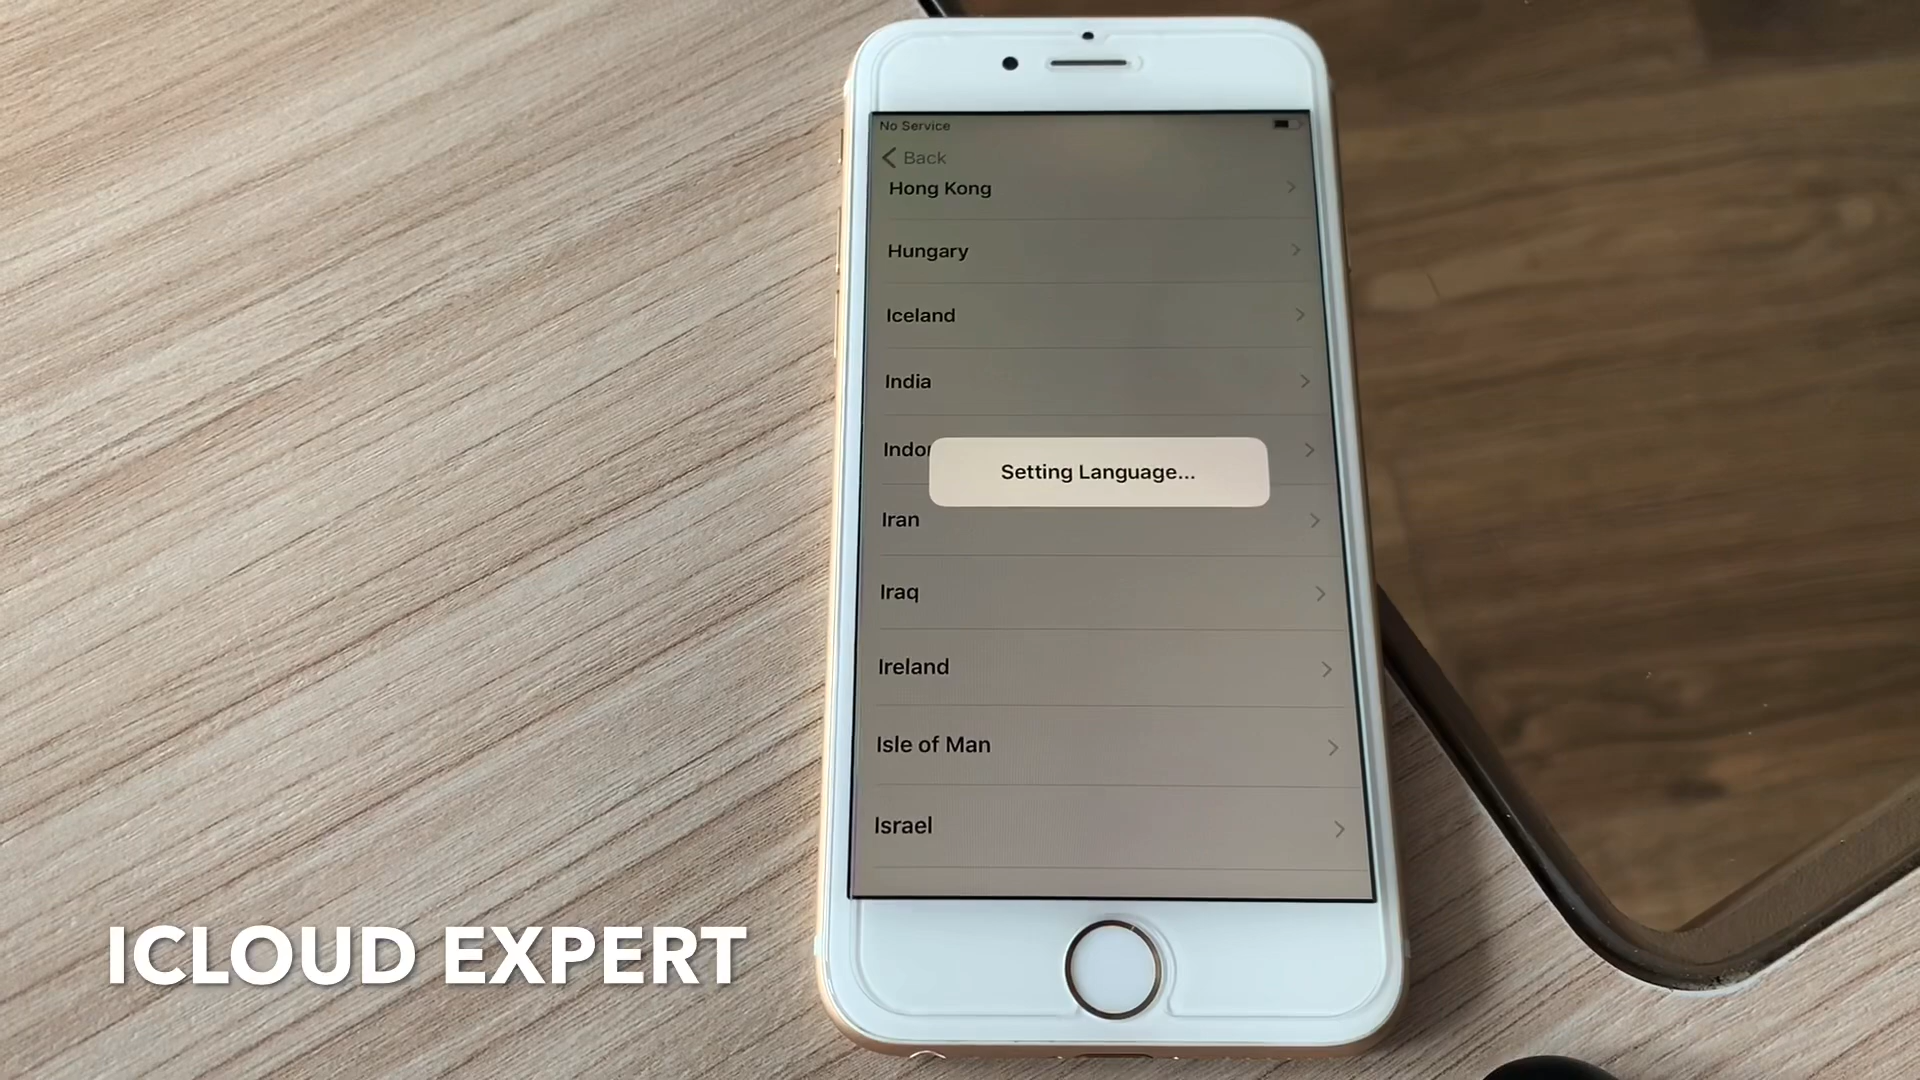 No Service
Back
Hong Kong
Hungary
Iceland
India
Indo
Setting Language...
Iran
Iraq
Ireland
Isle of Man
Israel
ICLOUD EXPERT